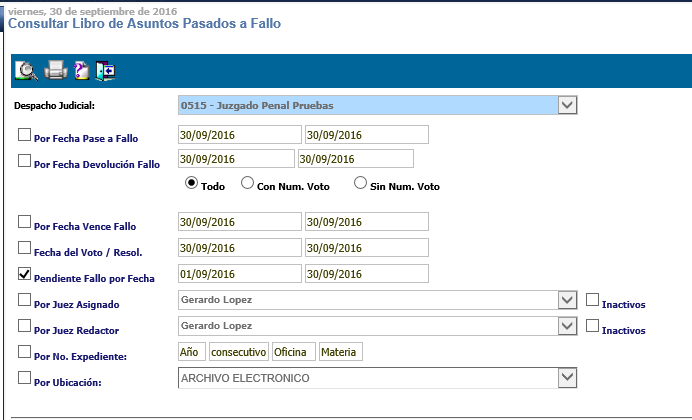 viernes, 30 de septiembre de 2016
Consultar Libro de Asuntos Pasados a Fallo
Despacho Judicial: 0515 - Juzgado Penal Pruebas
Por Fecha Pase a Fallo 30/09/2016 30/09/2016
Por Fecha Devolución Fallo 30/09/2016 30/09/2016
Todo Con Num. Voto Sin Num. Voto
Por Fecha Vence Fallo 30/09/2016 30/09/2016
Fecha del Voto / Resol. 30/09/2016 30/09/2016
Pendiente Fallo por Fecha 01/09/2016 30/09/2016
Por Juez Asignado Gerardo Lopez Inactivos
Por Juez Redactor Gerardo Lopez Inactivos
Por No. Expediente: Año consecutivo Oficina Materia
Por Ubicación: ARCHIVO ELECTRONICO